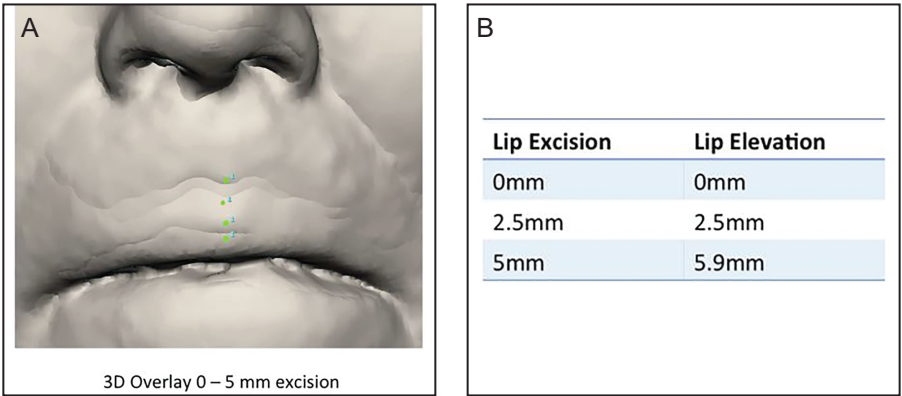 A
3D Overlay 0 – 5 mm excision
B
Lip Excision Lip Elevation
0mm 0mm
2.5mm 2.5mm
5mm 5.9mm